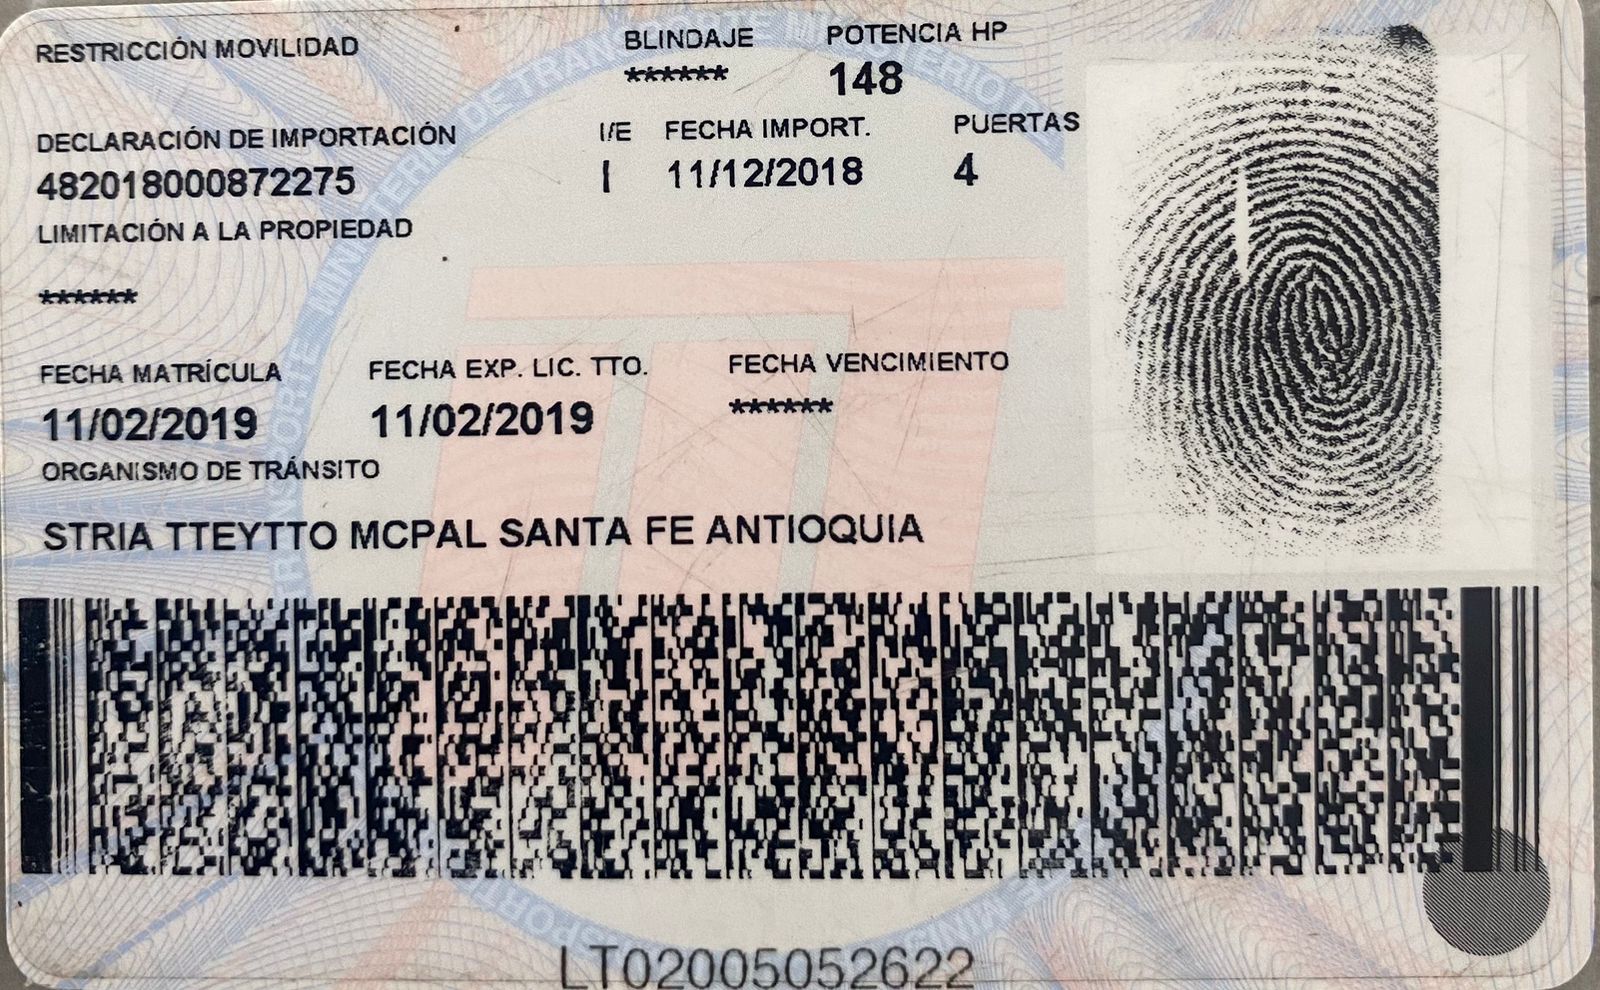 RESTRICCIÓN MOVILIDAD
BLINDAJE
POTENCIA HP
******
148
DECLARACIÓN DE IMPORTACIÓN
I/E
FECHA IMPORT.
PUERTAS
482018000872275
I
11/12/2018
4
LIMITACIÓN A LA PROPIEDAD
******
FECHA MATRÍCULA
FECHA EXP. LIC. TTO.
FECHA VENCIMIENTO
11/02/2019
11/02/2019
******
ORGANISMO DE TRÁNSITO
STRIA TTEYTTO MCPAL SANTA FE ANTIOQUIA
LT02005052622